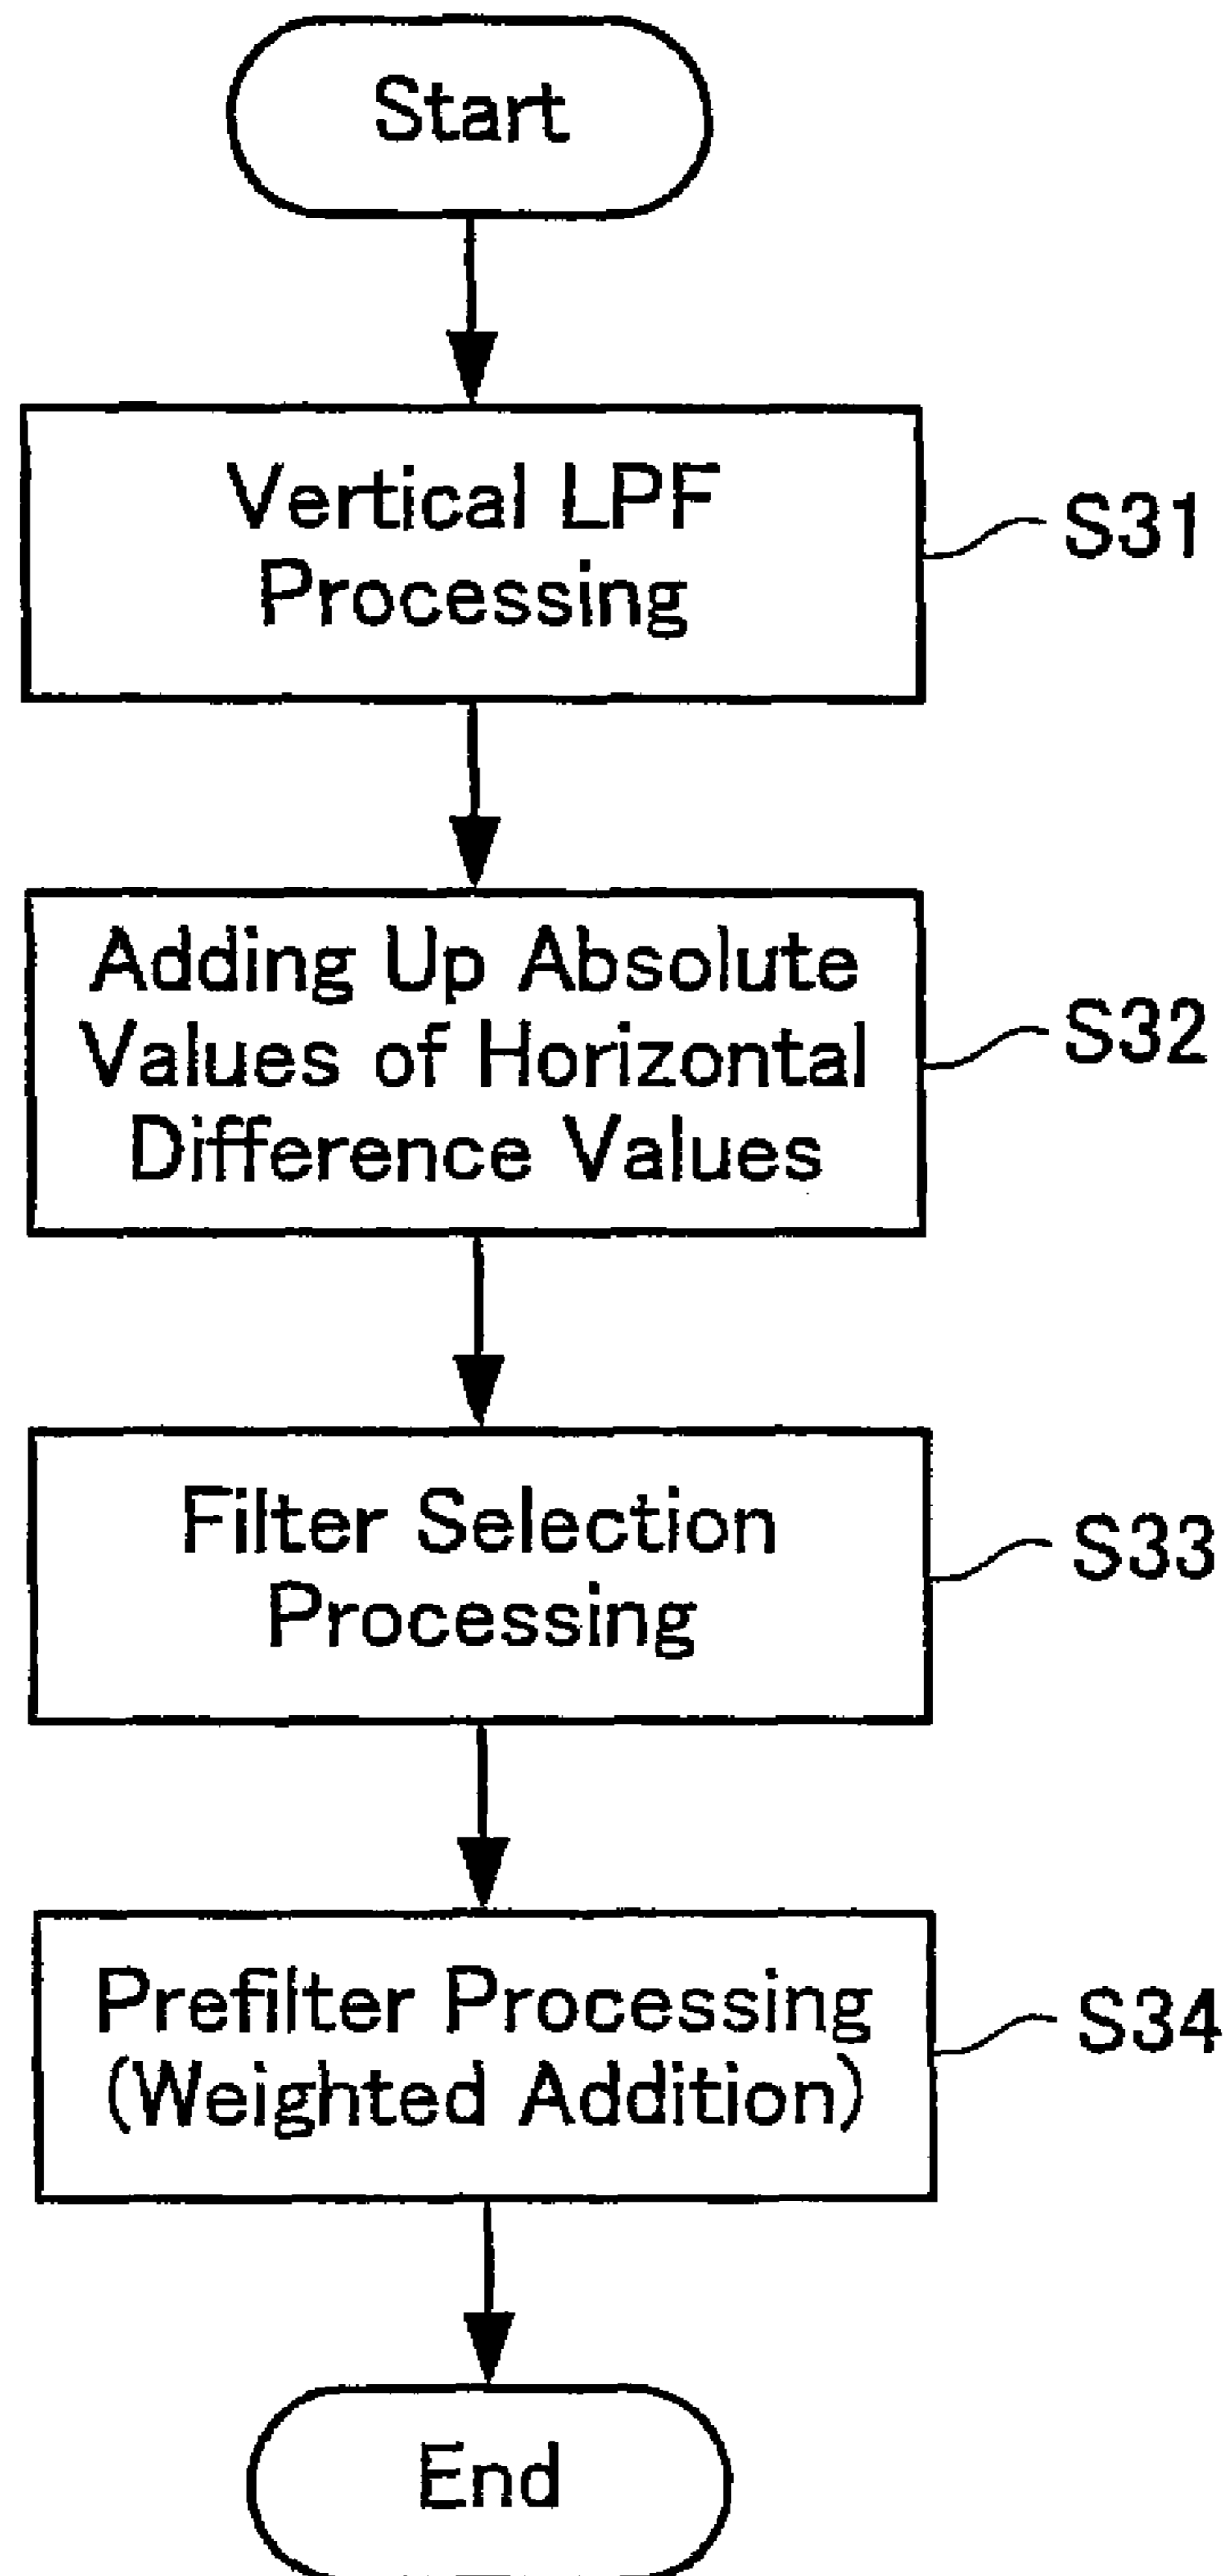 Start
Vertical LPF
Processing
S31
Adding Up Absolute
Values of Horizontal
Difference Values
S32
Filter Selection
Processing
S33
Prefilter Processing
(Weighted Addition)
S34
End